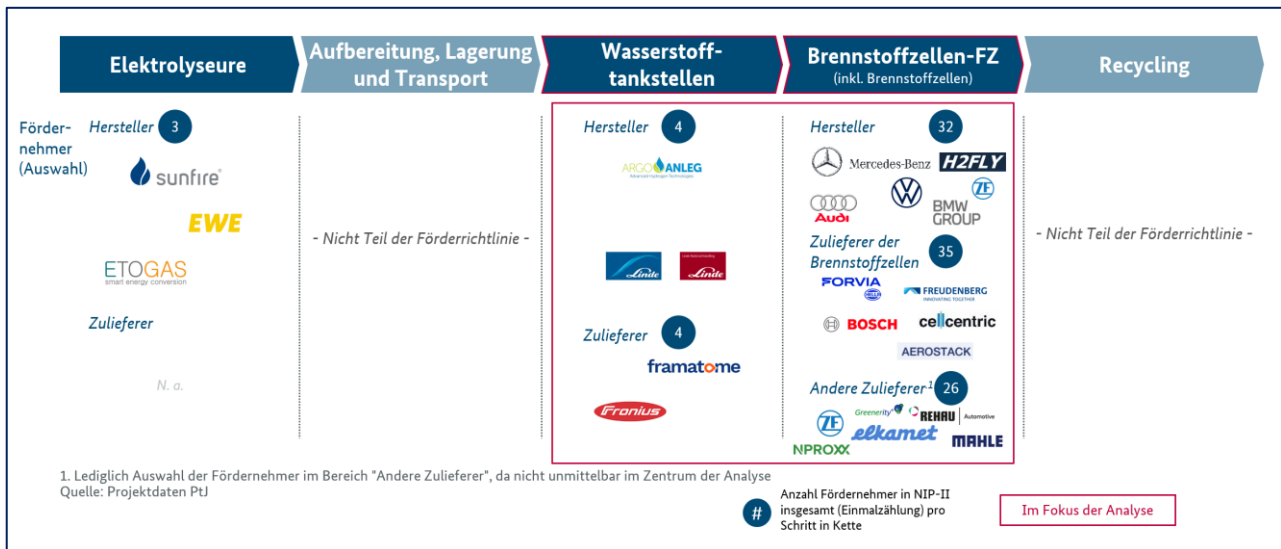 Elektrolyseure
Aufbereitung, Lagerung
und Transport
Wasserstoff-
tankstellen
Brennstoffzellen-FZ
(inkl. Brennstoffzellen)
Recycling
Förder-
nehmer
(Auswahl)
Hersteller 3
sunfire®
EWE
ETOGAS
smart energy conversion
Zulieferer
N. a.
- Nicht Teil der Förderrichtlinie -
Hersteller 4
ARGO ANLEG
Advanced Hydrogen Technologies
Linde Linde
Zulieferer 4
framatome
Fronius
Hersteller 32
Mercedes-Benz H2FLY
Audi
VW
ZF
BMW
GROUP
Zulieferer der
Brennstoffzellen 35
FORVIA
HELLA
FREUDENBERG
INNOVATING TOGETHER
BOSCH cellcentric
AEROSTACK
Andere Zulieferer¹ 26
ZF
Greenerity®
REHAU Automotive
elkamet
NPROXX
MAHLE
- Nicht Teil der Förderrichtlinie -
1. Lediglich Auswahl der Fördernehmer im Bereich "Andere Zulieferer", da nicht unmittelbar im Zentrum der Analyse
Quelle: Projektdaten PtJ
# Anzahl Fördernehmer in NIP-II
insgesamt (Einmalzählung) pro
Schritt in Kette
Im Fokus der Analyse